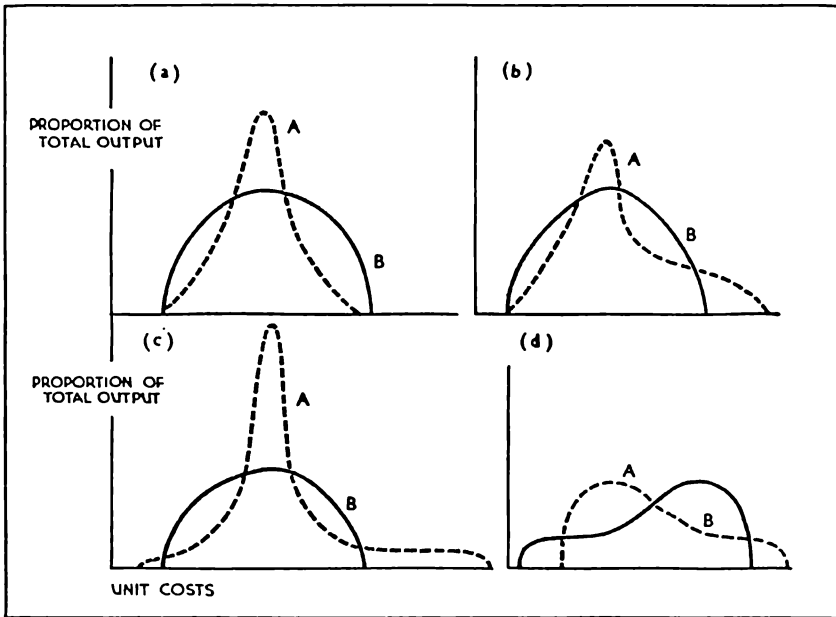 (a)
(b)
PROPORTION OF
TOTAL OUTPUT
A
A
B
B
(c)
(d)
PROPORTION OF
TOTAL OUTPUT
A
A
B
B
UNIT COSTS